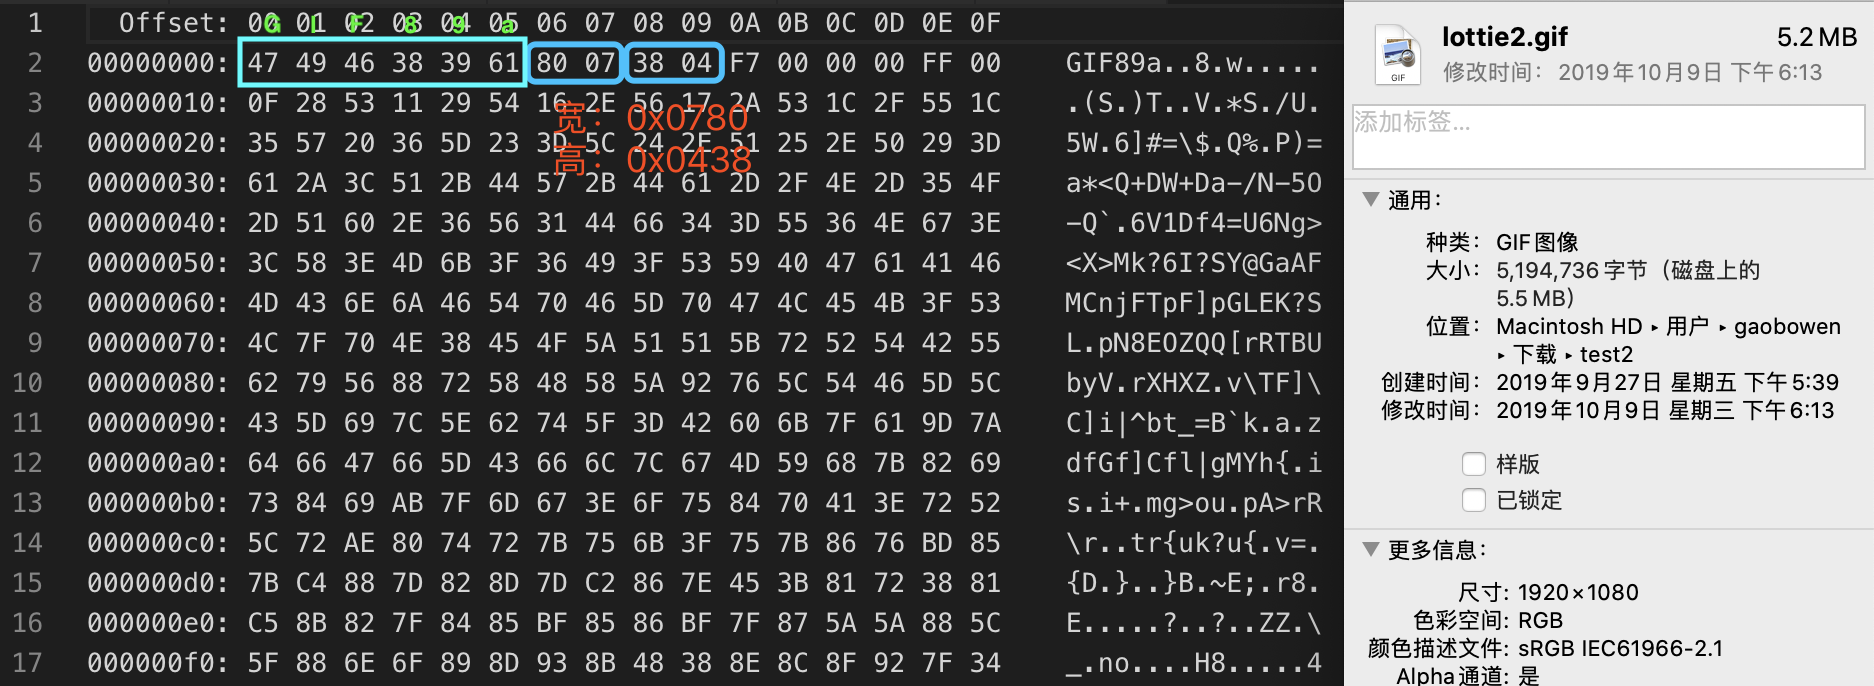 1 Offset: 00 01 02 03 04 05 06 07 08 09 0A 0B 0C 0D 0E 0F
G I F 8 9 a
2 00000000: 47 49 46 38 39 61 80 07 38 04 F7 00 00 00 FF 00 GIF89a..8.w.....
3 00000010: 0F 28 53 11 29 54 16 2E 56 17 2A 53 1C 2F 55 1C .(S.)T..V.*S./U.
宽：0x0780
4 00000020: 35 57 20 36 5D 23 3D 5C 24 2E 51 25 2E 50 29 3D 5W.6]#=\$.Q%.P)=
高：0x0438
5 00000030: 61 2A 3C 51 2B 44 57 2B 44 61 2D 2F 4E 2D 35 4F a*<Q+DW+Da-/N-5O
6 00000040: 2D 51 60 2E 36 56 31 44 66 34 3D 55 36 4E 67 3E -Q`.6V1Df4=U6Ng>
7 00000050: 3C 58 3E 4D 6B 3F 36 49 3F 53 59 40 47 61 41 46 <X>Mk?6I?SY@GaAF
8 00000060: 4D 43 6E 6A 46 54 70 46 5D 70 47 4C 45 4B 3F 53 MCnjFTpF]pGLEK?S
9 00000070: 4C 7F 70 4E 38 45 4F 5A 51 51 5B 72 52 54 42 55 L.pN8EOZQQ[rRTBU
10 00000080: 62 79 56 88 72 58 48 58 5A 92 76 5C 54 46 5D 5C byV.rXHXZ.v\TF]\
11 00000090: 43 5D 69 7C 5E 62 74 5F 3D 42 60 6B 7F 61 9D 7A C]i|^bt_=B`k.a.z
12 000000a0: 64 66 47 66 5D 43 66 6C 7C 67 4D 59 68 7B 82 69 dfGf]Cfl|gMYh{.i
13 000000b0: 73 84 69 AB 7F 6D 67 3E 6F 75 84 70 41 3E 72 52 s.i+.mg>ou.pA>rR
14 000000c0: 5C 72 AE 80 74 72 7B 75 6B 3F 75 7B 86 76 BD 85 \r..tr{uk?u{.v=.
15 000000d0: 7B C4 88 7D 82 8D 7D C2 86 7E 45 3B 81 72 38 81 {D.}..}B.~E;.r8.
16 000000e0: C5 8B 82 7F 84 85 BF 85 86 BF 7F 87 5A 5A 88 5C E.....?..?..ZZ.\
17 000000f0: 5F 88 6E 6F 89 8D 93 8B 48 38 8E 8C 8F 92 7F 34 _.no....H8.....4
GIF
lottie2.gif 5.2 MB
修改时间： 2019年10月9日 下午6:13
添加标签...
通用：
种类： GIF图像
大小： 5,194,736 字节（磁盘上的
5.5 MB）
位置： Macintosh HD ▸ 用户 ▸ gaobowen
▸ 下载 ▸ test2
创建时间： 2019年9月27日 星期五 下午5:39
修改时间： 2019年10月9日 星期三 下午6:13
样版
已锁定
更多信息：
尺寸： 1920×1080
色彩空间： RGB
颜色描述文件： sRGB IEC61966-2.1
Alpha通道： 是